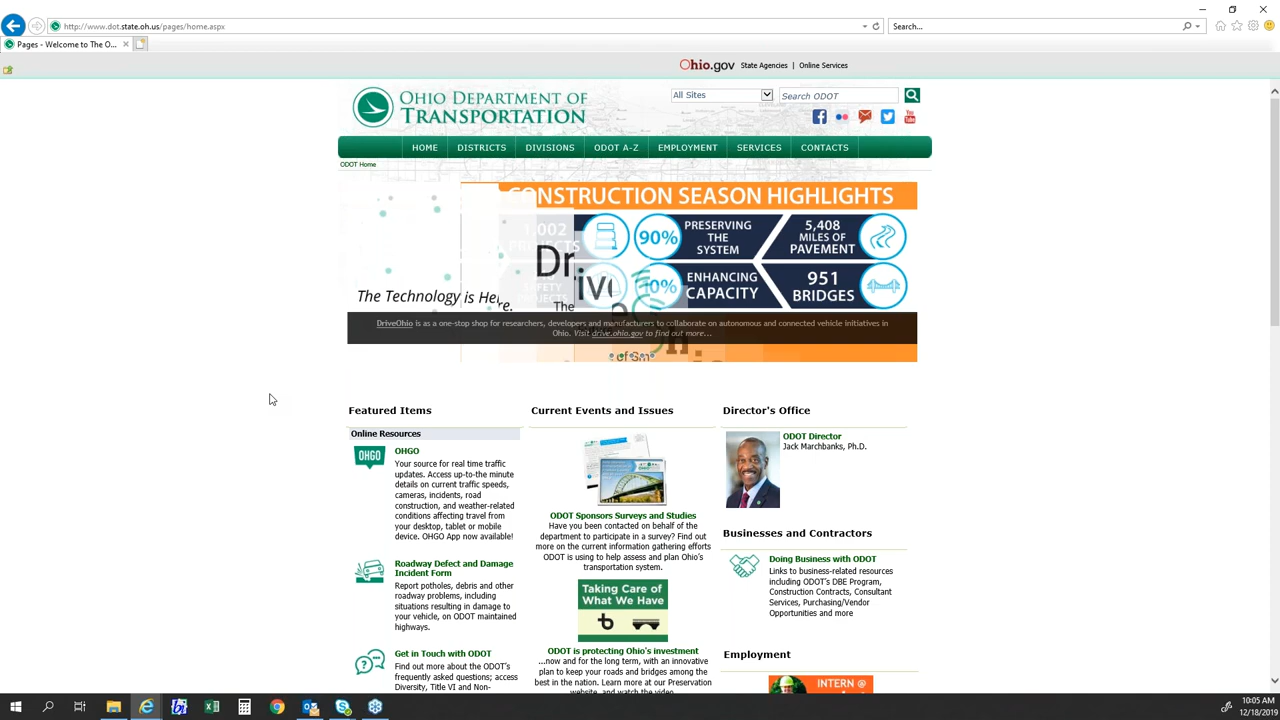 http://www.dot.state.oh.us/pages/home.aspx
Search...
Pages - Welcome to The O...
Ohio.gov State Agencies | Online Services
OHIO DEPARTMENT OF
TRANSPORTATION
All Sites
Search ODOT
HOME DISTRICTS DIVISIONS ODOT A-Z EMPLOYMENT SERVICES CONTACTS
ODOT Home
CONSTRUCTION SEASON HIGHLIGHTS
1,002
PROJECTS
90%
PRESERVING
THE
SYSTEM
5,408
MILES OF
PAVEMENT
SAFETY
PROJECTS
10%
ENHANCING
CAPACITY
951
BRIDGES
Drive
The Technology is Here.
The
DriveOhio is as a one-stop shop for researchers, developers and manufacturers to collaborate on autonomous and connected vehicle initiatives in
Ohio. Visit drive.ohio.gov to find out more...
of Sm
Featured Items
Online Resources
OHGO
OHGO
Your source for real time traffic
updates. Access up-to-the minute
details on current traffic speeds,
cameras, incidents, road
construction, and weather-related
conditions affecting travel from
your desktop, tablet or mobile
device. OHGO App now available!
Roadway Defect and Damage
Incident Form
Report potholes, debris and other
roadway problems, including
situations resulting in damage to
your vehicle, on ODOT maintained
highways.
Get in Touch with ODOT
Find out more about the ODOT's
frequently asked questions; access
Diversity, Title VI and Non-
Current Events and Issues
ODOT Sponsors Surveys and Studies
Have you been contacted on behalf of the
department to participate in a survey? Find out
more on the current information gathering efforts
ODOT is using to help assess and plan Ohio's
transportation system.
Taking Care of
What We Have
ODOT is protecting Ohio's investment
...now and for the long term, with an innovative
plan to keep your roads and bridges among the
best in the nation. Learn more at our Preservation
website, and watch the video.
Director's Office
ODOT Director
Jack Marchbanks, Ph.D.
Businesses and Contractors
Doing Business with ODOT
Links to business-related resources
including ODOT's DBE Program,
Construction Contracts, Consultant
Services, Purchasing/Vendor
Opportunities and more
Employment
INTERN @
10:05 AM
12/18/2019